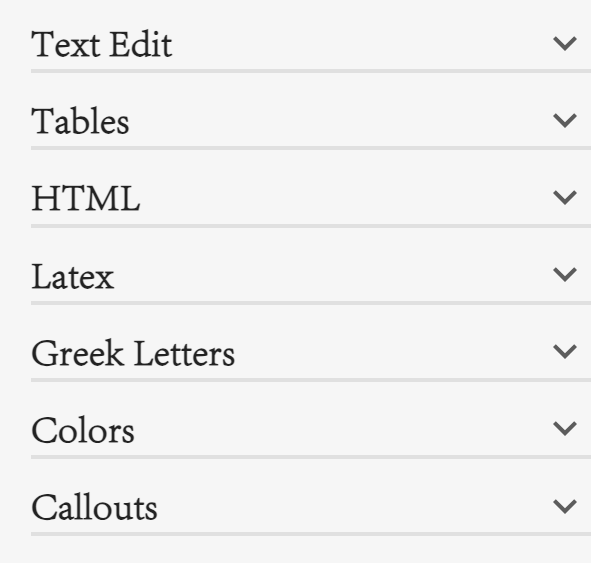 Text Edit
Tables
HTML
Latex
Greek Letters
Colors
Callouts